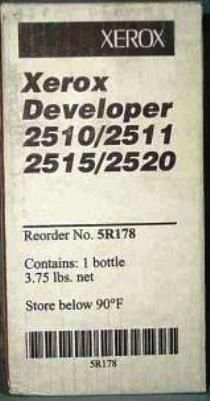 XEROX
Xerox
Developer
2510/2511
2515/2520
Reorder No. 5R178
Contains: 1 bottle
3.75 lbs. net
Store below 90°F
5R178